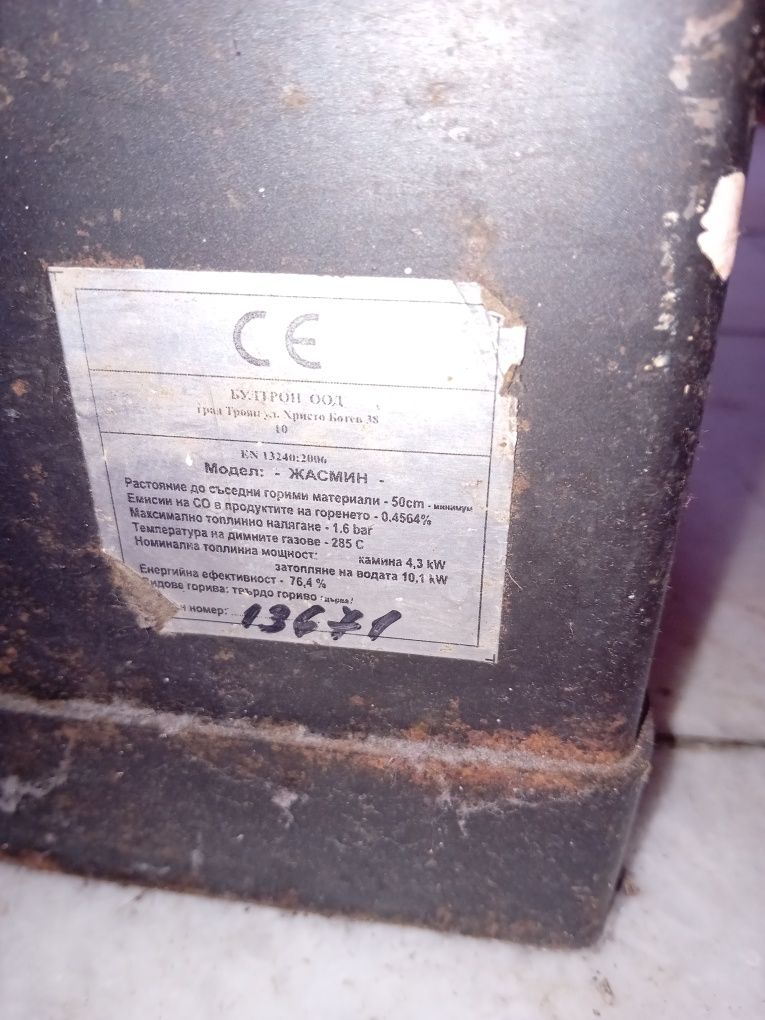 CE
БУЛТРОН ООД
град Троян ул. Христо Ботев 38
10
EN 13240:2006
Модел: - ЖАСМИН -
Растояние до съседни горими материали - 50cm - минимум
Емисии на CO в продуктите на горенето - 0.4564%
Максимално топлинно налягане - 1.6 bar
Температура на димните газове - 285 C
Номинална топлинна мощност: камина 4,3 kW
затопляне на водата 10,1 kW
Енергийна ефективност - 76,4 %
Видове горива: твърдо гориво /дърва/
номер: 13671